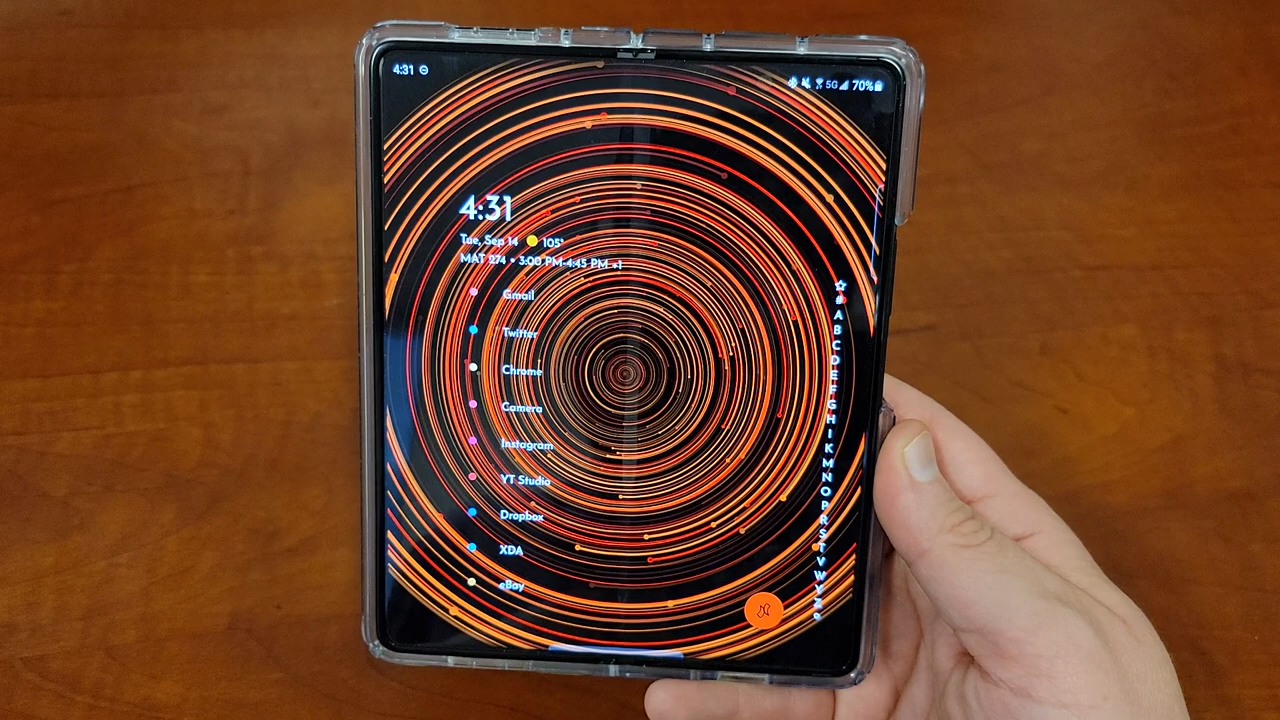 4:31
5G 70%
4:31
Tue, Sep 14 105°
MAT 274 • 3:00 PM-4:45 PM +1
Gmail
Twitter
Chrome
Camera
Instagram
YT Studio
Dropbox
XDA
eBay
#
A
B
C
D
E
F
G
H
I
K
M
N
O
P
R
S
T
V
W
Y
Z